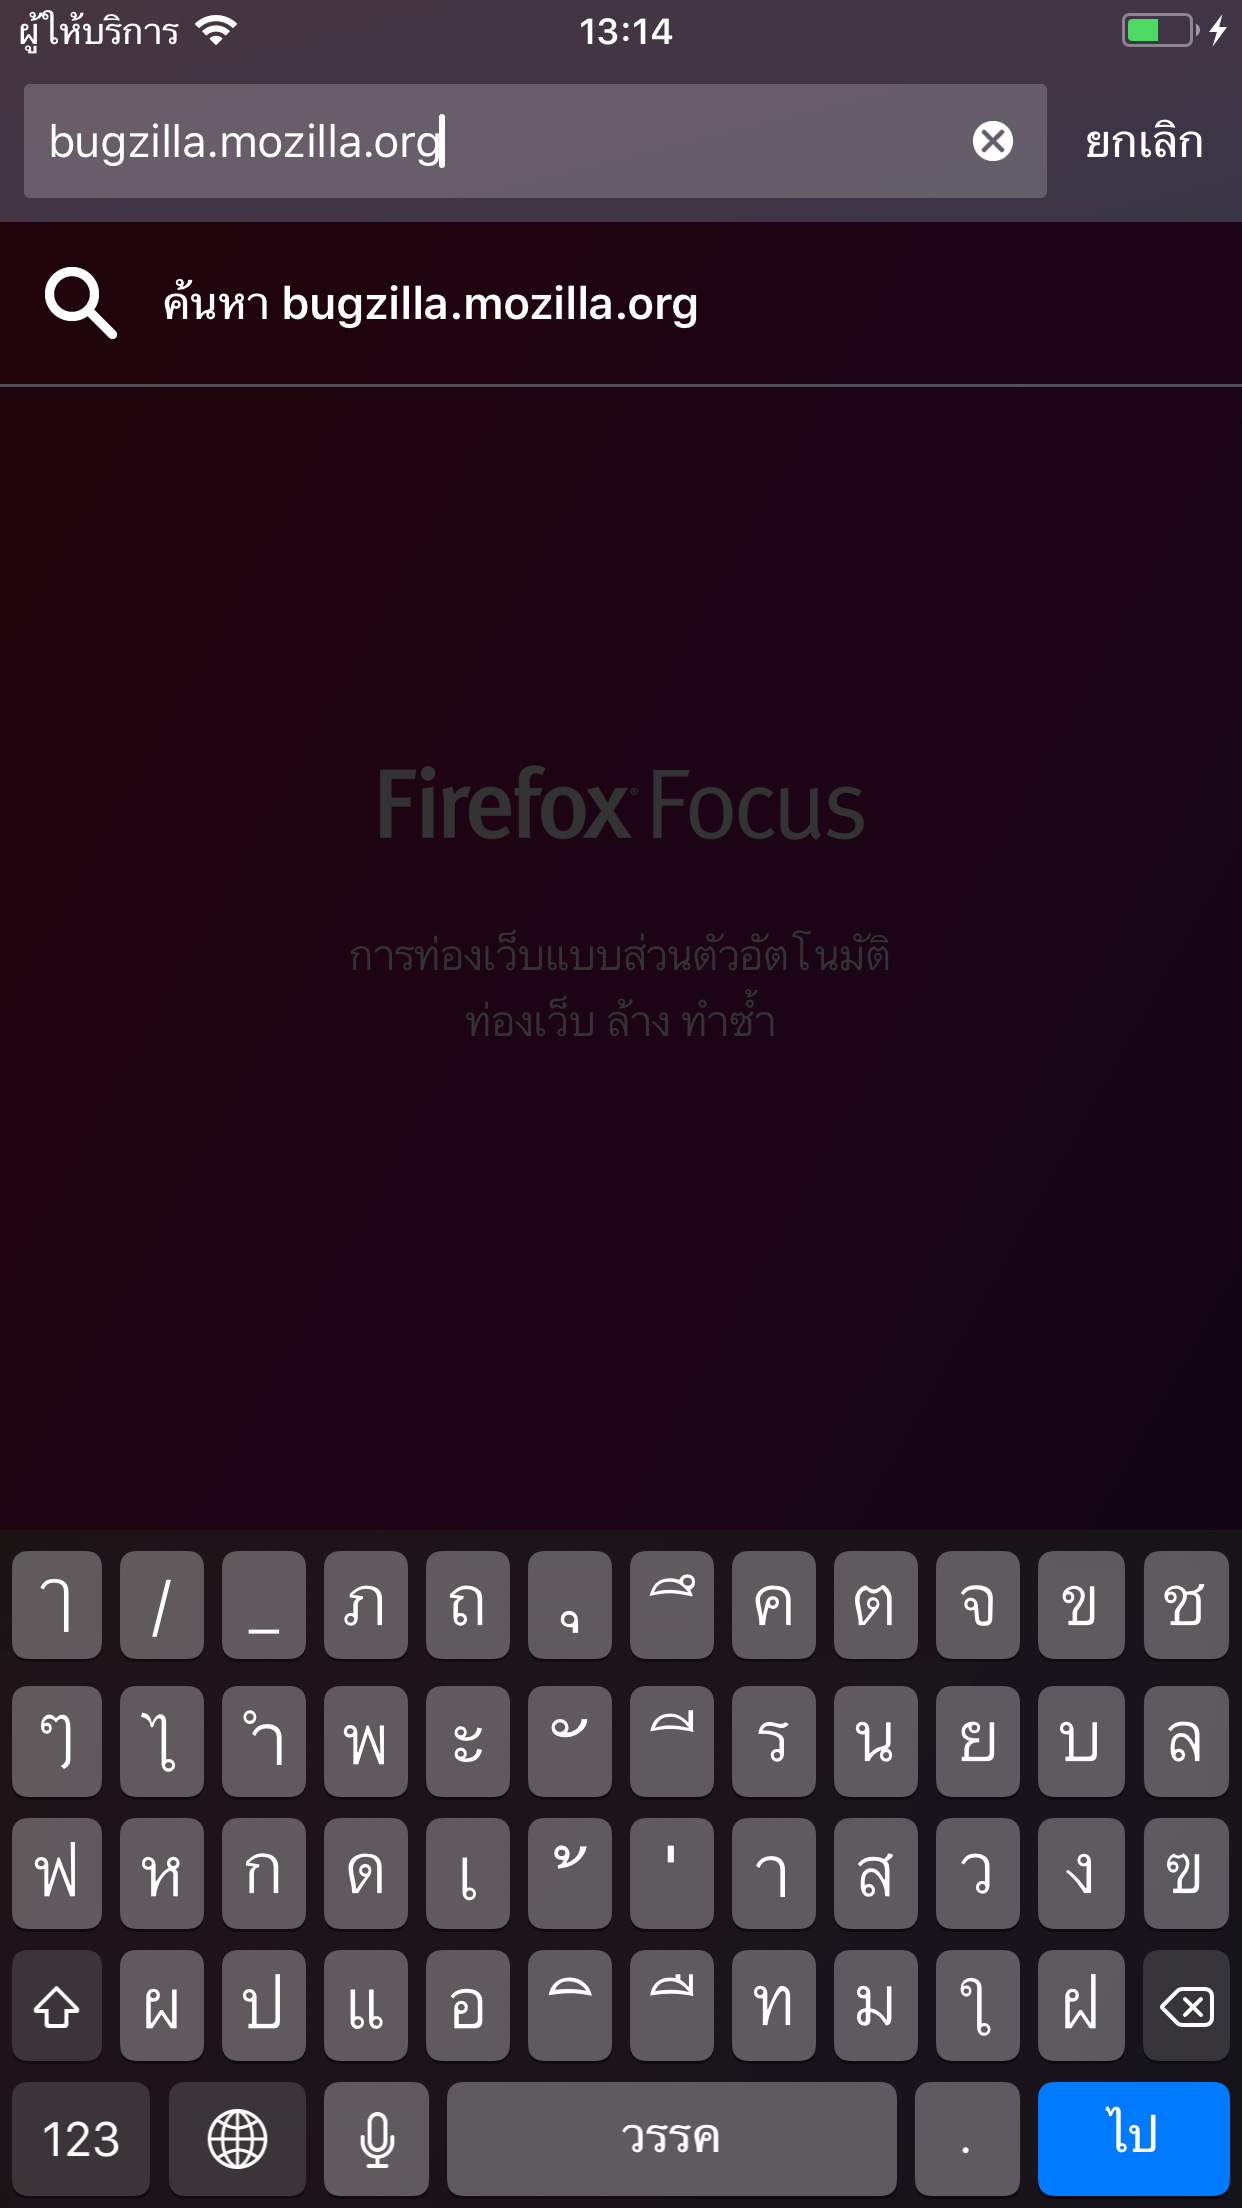 ผู้ให้บริการ 13:14
bugzilla.mozilla.org ยกเลิก
ค้นหา bugzilla.mozilla.org
Firefox Focus
การท่องเว็บแบบส่วนตัวอัตโนมัติ
ท่องเว็บ ล้าง ทำซ้ำ
ๅ / _ ภ ถ ุ ึ ค ต จ ข ช
ๆ ไ ำ พ ะ ั ี ร น ย บ ล
ฟ ห ก ด เ ้ ่ า ส ว ง ฃ
ผ ป แ อ ิ ื ท ม ใ ฝ
123 วรรค . ไป